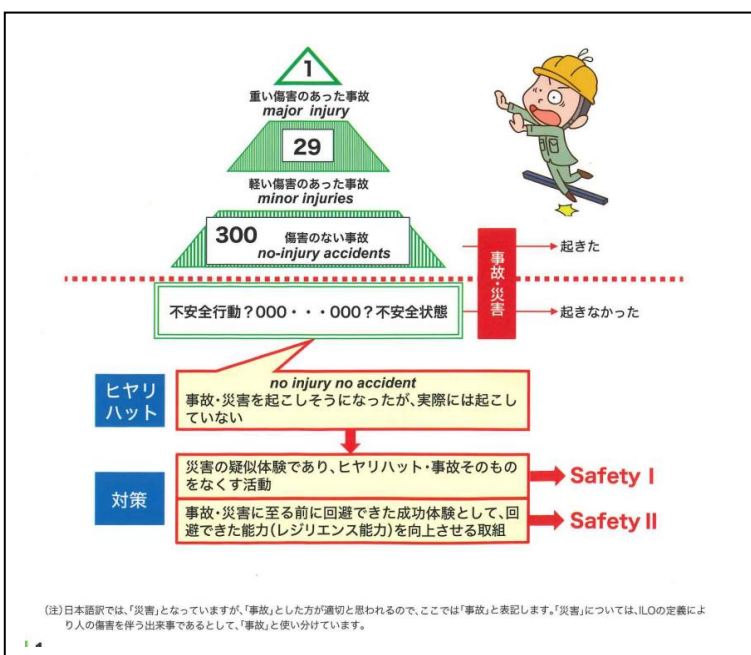 1
重い傷害のあった事故
major injury
29
軽い傷害のあった事故
minor injuries
300 傷害のない事故
no-injury accidents
事故・災害
起きた
不安全行動?000・・・000?不安全状態
起きなかった
ヒヤリ
ハット
no injury no accident
事故・災害を起こしそうになったが、実際には起こし
ていない
対策
災害の疑似体験であり、ヒヤリハット・事故そのもの
をなくす活動
Safety I
事故・災害に至る前に回避できた成功体験として、回
避できた能力(レジリエンス能力)を向上させる取組
Safety II
(注)日本語訳では、「災害」となっていますが、「事故」とした方が適切と思われるので、ここでは「事故」と表記します。「災害」については、ILOの定義によ
り人の傷害を伴う出来事であるとして、「事故」と使い分けています。